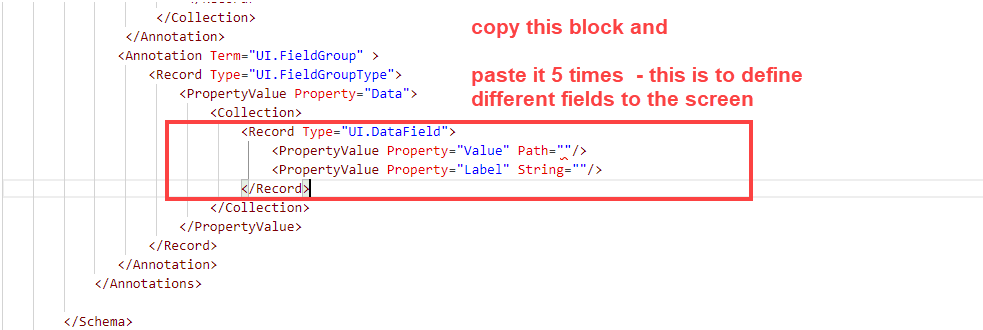 </Collection>
</Annotation>
<Annotation Term="UI.FieldGroup" >
<Record Type="UI.FieldGroupType">
<PropertyValue Property="Data">
<Collection>
<Record Type="UI.DataField">
<PropertyValue Property="Value" Path=""/>
<PropertyValue Property="Label" String=""/>
</Record>
</Collection>
</PropertyValue>
</Record>
</Annotation>
</Annotations>
</Schema>
copy this block and
paste it 5 times - this is to define
different fields to the screen